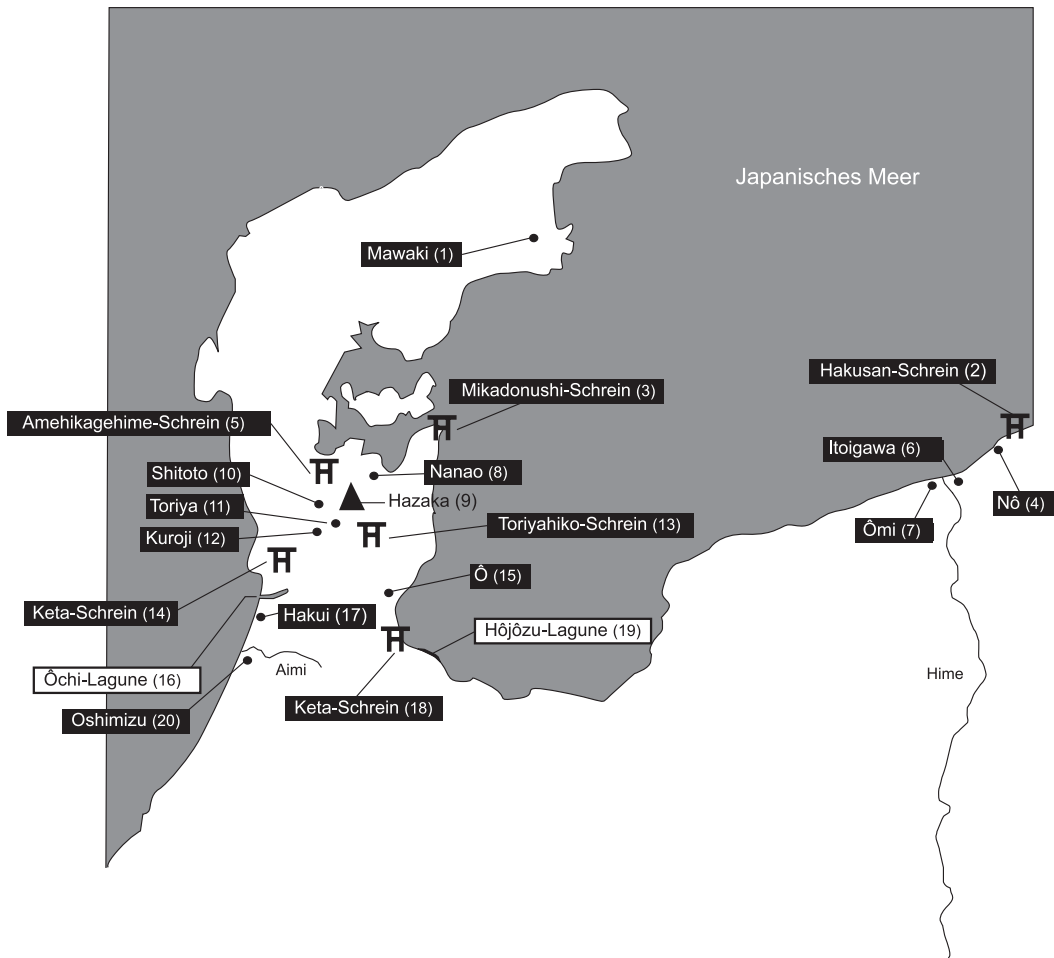 Japanisches Meer
Mawaki (1)
Hakusan-Schrein (2)
Mikadonushi-Schrein (3)
Amehikagehime-Schrein (5)
Itoigawa (6)
Shitoto (10)
Nanao (8)
Hazaka (9)
Nô (4)
Toriya (11)
Toriyahiko-Schrein (13)
Ômi (7)
Kuroji (12)
Ô (15)
Keta-Schrein (14)
Hakui (17)
Hôjôzu-Lagune (19)
Ôchi-Lagune (16)
Aimi
Hime
Keta-Schrein (18)
Oshimizu (20)